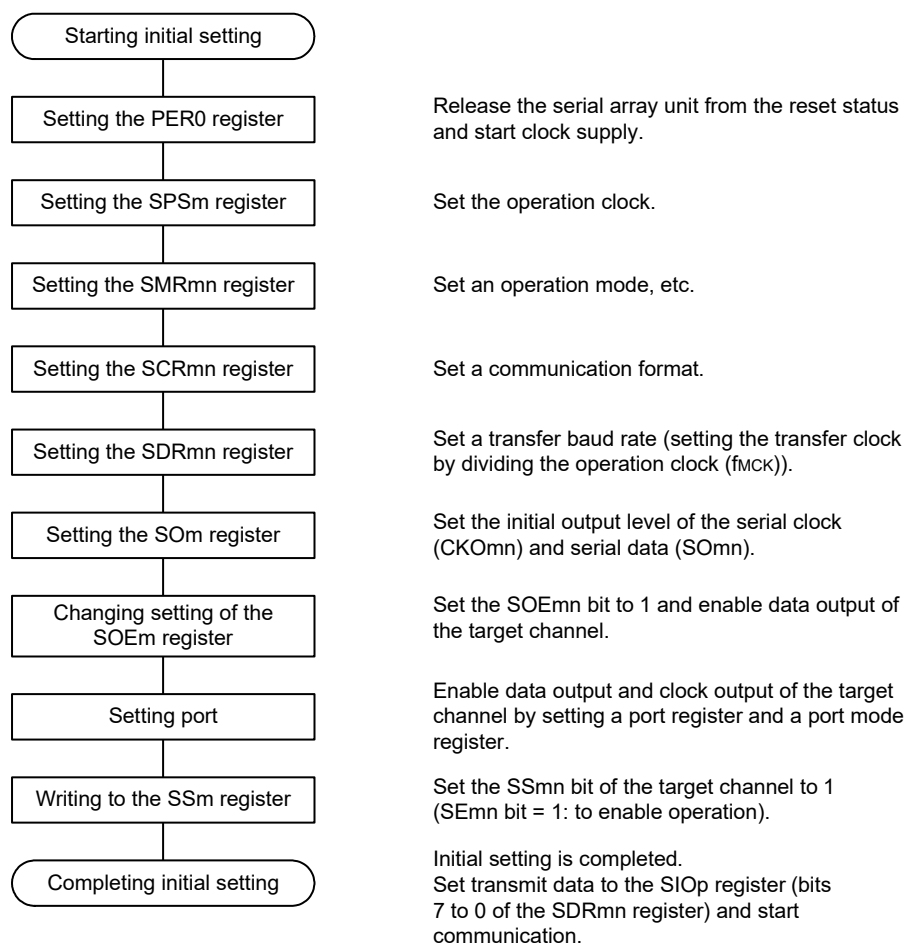 Starting initial setting
Setting the PER0 register
Release the serial array unit from the reset status
and start clock supply.
Setting the SPSm register
Set the operation clock.
Setting the SMRmn register
Set an operation mode, etc.
Setting the SCRmn register
Set a communication format.
Setting the SDRmn register
Set a transfer baud rate (setting the transfer clock
by dividing the operation clock (fMCK)).
Setting the SOm register
Set the initial output level of the serial clock
(CKOmn) and serial data (SOmn).
Changing setting of the
SOEm register
Set the SOEmn bit to 1 and enable data output of
the target channel.
Setting port
Enable data output and clock output of the target
channel by setting a port register and a port mode
register.
Writing to the SSm register
Set the SSmn bit of the target channel to 1
(SEmn bit = 1: to enable operation).
Completing initial setting
Initial setting is completed.
Set transmit data to the SIOp register (bits
7 to 0 of the SDRmn register) and start
communication.